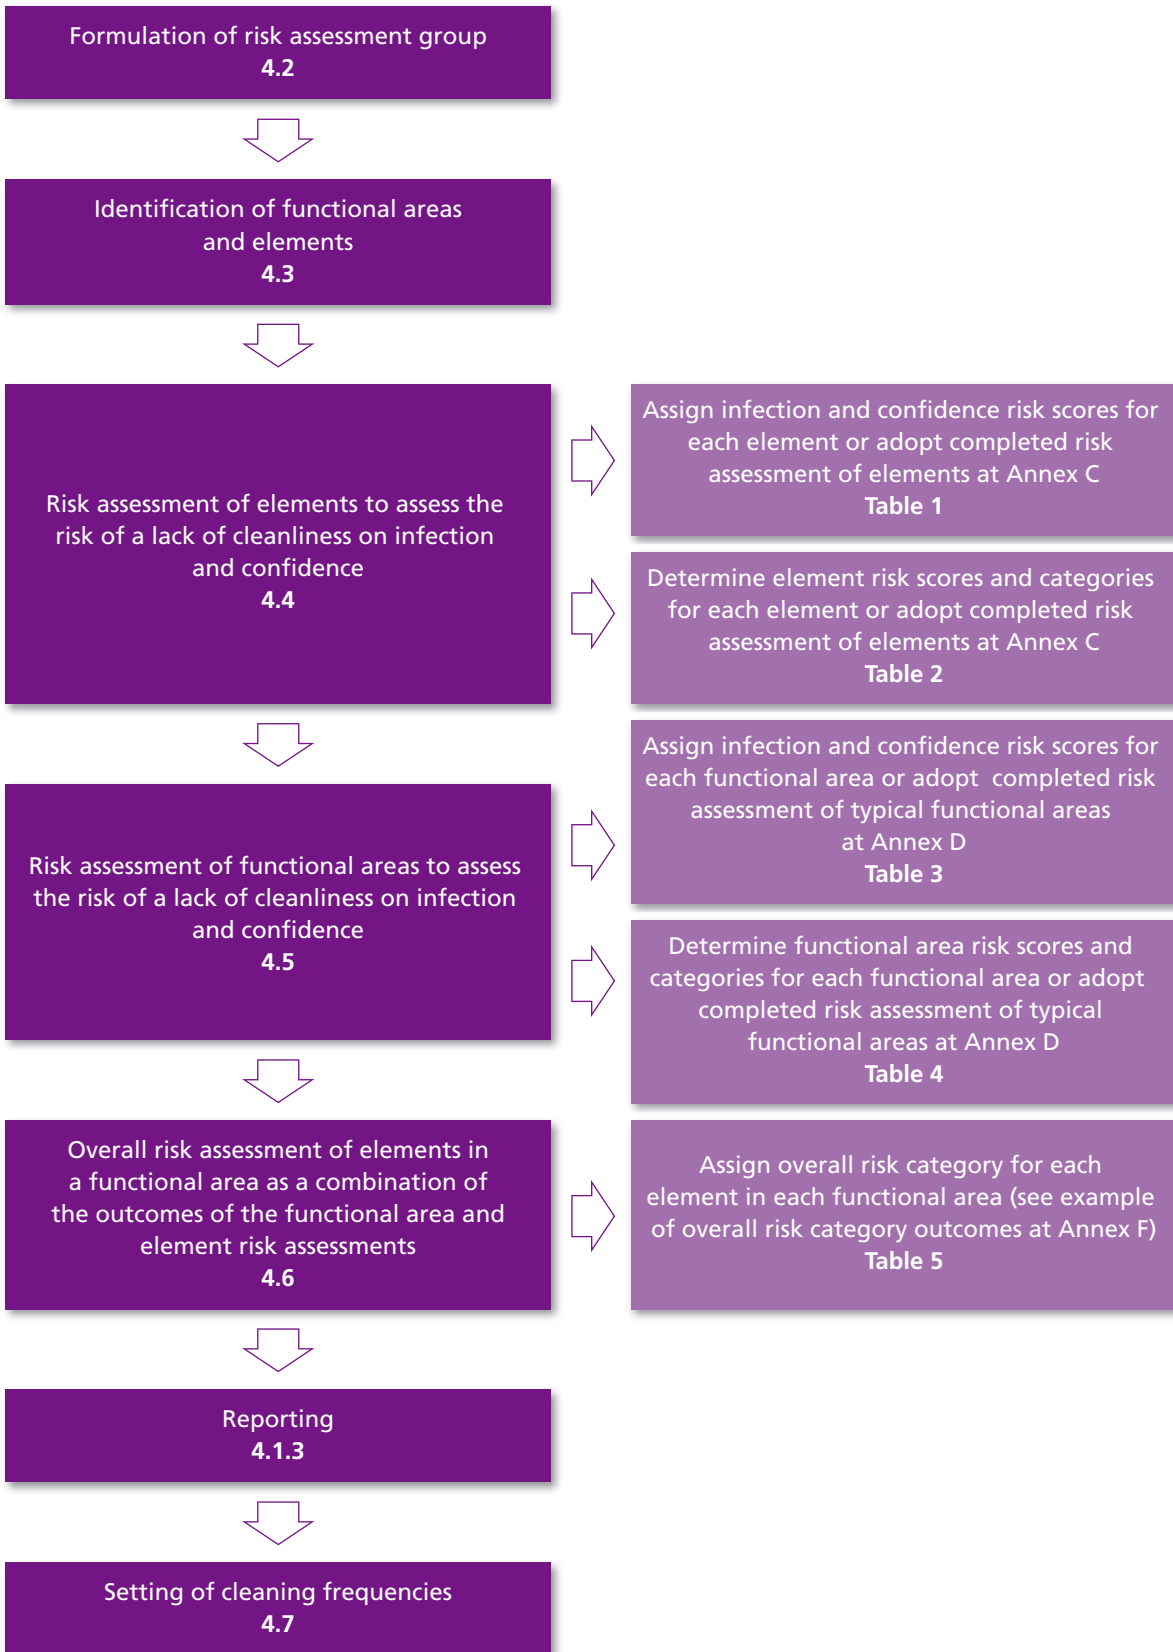 Formulation of risk assessment group
4.2
Identification of functional areas
and elements
4.3
Risk assessment of elements to assess the
risk of a lack of cleanliness on infection
and confidence
4.4
Assign infection and confidence risk scores for
each element or adopt completed risk
assessment of elements at Annex C
Table 1
Determine element risk scores and categories
for each element or adopt completed risk
assessment of elements at Annex C
Table 2
Risk assessment of functional areas to assess
the risk of a lack of cleanliness on infection
and confidence
4.5
Assign infection and confidence risk scores for
each functional area or adopt completed risk
assessment of typical functional areas
at Annex D
Table 3
Determine functional area risk scores and
categories for each functional area or adopt
completed risk assessment of typical
functional areas at Annex D
Table 4
Overall risk assessment of elements in
a functional area as a combination of
the outcomes of the functional area and
element risk assessments
4.6
Assign overall risk category for each
element in each functional area (see example
of overall risk category outcomes at Annex F)
Table 5
Reporting
4.1.3
Setting of cleaning frequencies
4.7